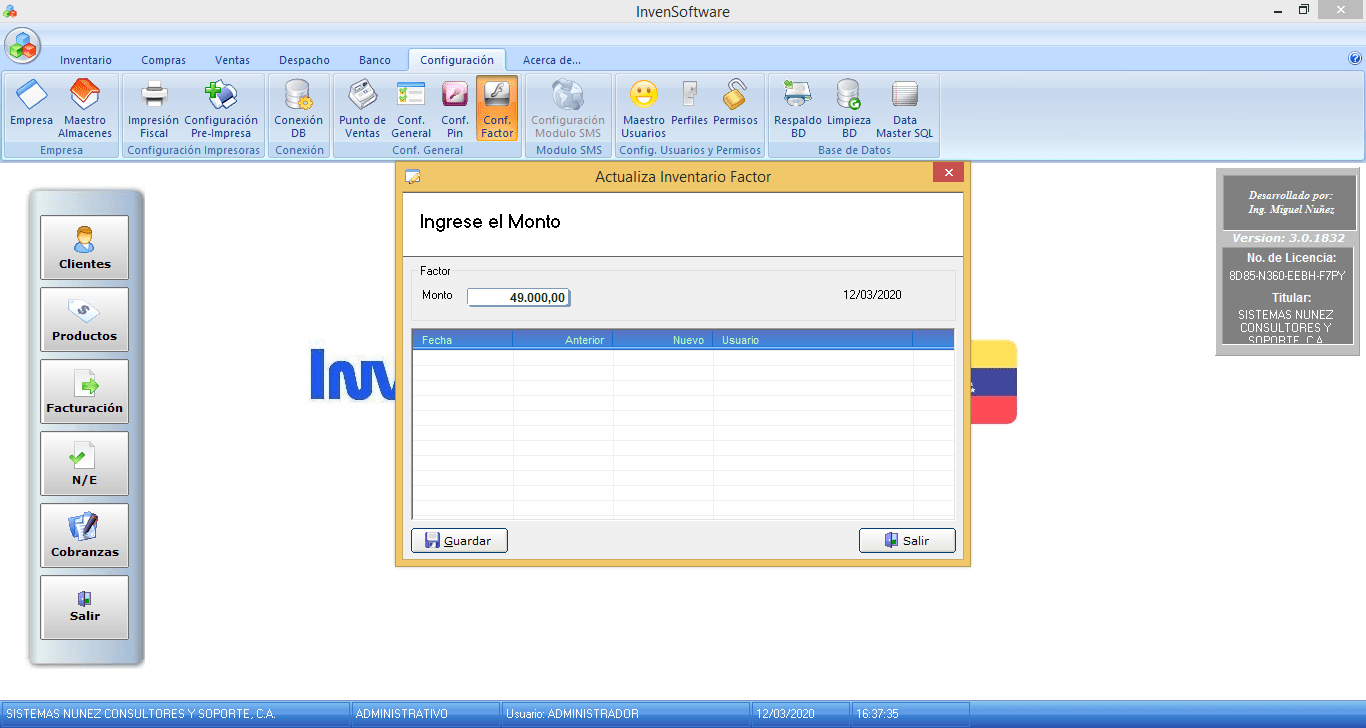 InvenSoftware
Inventario Compras Ventas Despacho Banco Configuración Acerca de...
Empresa
Maestro Almacenes
Empresa
Impresión Fiscal
Configuración Pre-Impresa
Configuración Impresoras
Conexión DB
Conexión
Punto de Ventas
Conf. General
Conf. Pin
Conf. Factor
Conf. General
Configuración Modulo SMS
Modulo SMS
Maestro Usuarios
Perfiles
Permisos
Config. Usuarios y Permisos
Respaldo BD
Limpieza BD
Data Master SQL
Base de Datos
Clientes
Productos
Facturación
N/E
Cobranzas
Salir
Actualiza Inventario Factor
Ingrese el Monto
Factor
Monto 49.000,00 12/03/2020
Fecha Anterior Nuevo Usuario
Guardar Salir
Desarrollado por:
Ing. Miguel Nuñez
Version: 3.0.1832
No. de Licencia:
8D85-N360-EEBH-F7PY
Titular:
SISTEMAS NUNEZ
CONSULTORES Y
SOPORTE, C.A.
SISTEMAS NUNEZ CONSULTORES Y SOPORTE, C.A. ADMINISTRATIVO Usuario: ADMINISTRADOR 12/03/2020 16:37:35